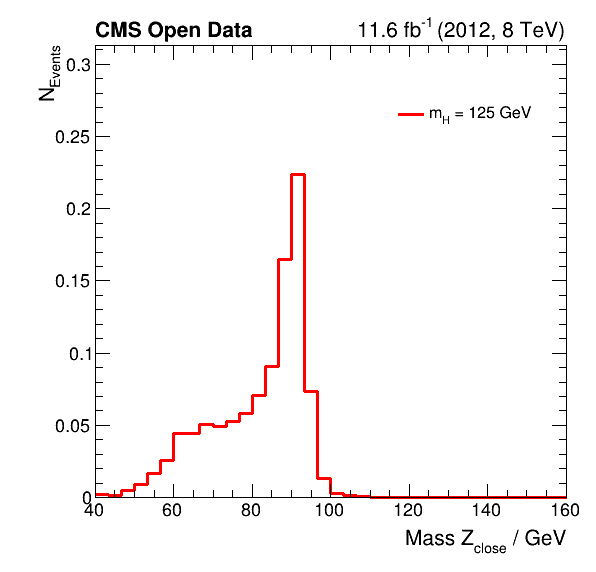 CMS Open Data 11.6 fb-1 (2012, 8 TeV)
NEvents
0.3
mH = 125 GeV
0.25
0.2
0.15
0.1
0.05
0
40 60 80 100 120 140 160
Mass Zclose / GeV